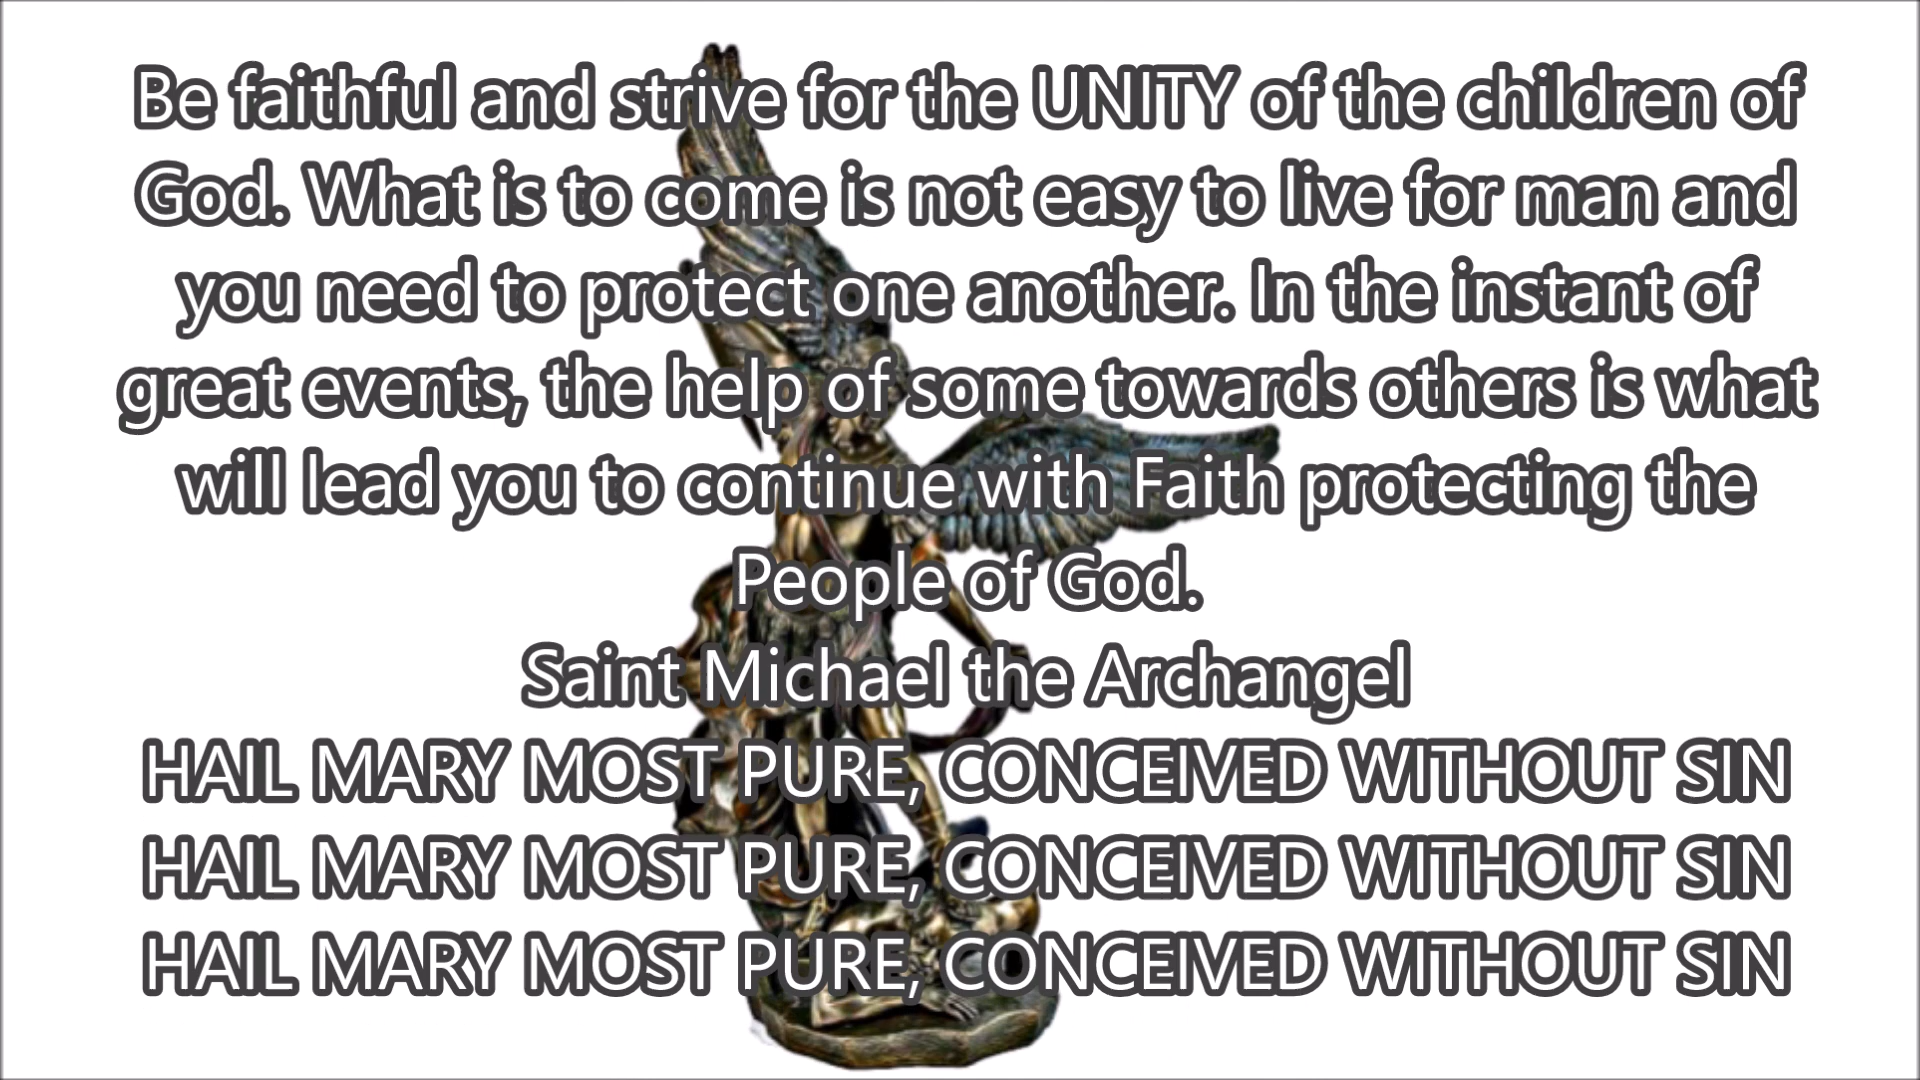 Be faithful and strive for the UNITY of the children of
God. What is to come is not easy to live for man and
you need to protect one another. In the instant of
great events, the help of some towards others is what
will lead you to continue with Faith protecting the
People of God.
Saint Michael the Archangel
HAIL MARY MOST PURE, CONCEIVED WITHOUT SIN
HAIL MARY MOST PURE, CONCEIVED WITHOUT SIN
HAIL MARY MOST PURE, CONCEIVED WITHOUT SIN